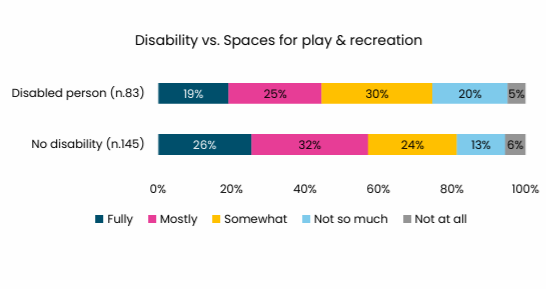 Disability vs. Spaces for play & recreation
Disabled person (n.83) 19% 25% 30% 20% 5%
No disability (n.145) 26% 32% 24% 13% 6%
0% 20% 40% 60% 80% 100%
Fully Mostly Somewhat Not so much Not at all